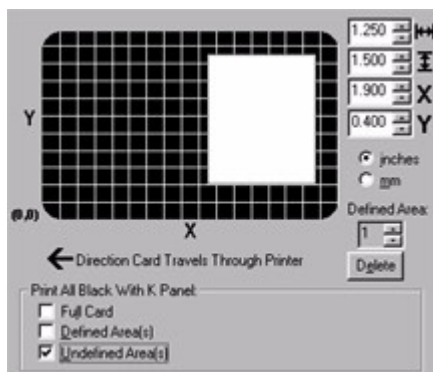 1.250
1.500
1.900 X
0.400 Y
Y
inches
mm
(0,0)
X
Defined Area:
1
Direction Card Travels Through Printer
Delete
Print All Black With K Panel:
Full Card
Defined Area(s)
Undefined Area(s)